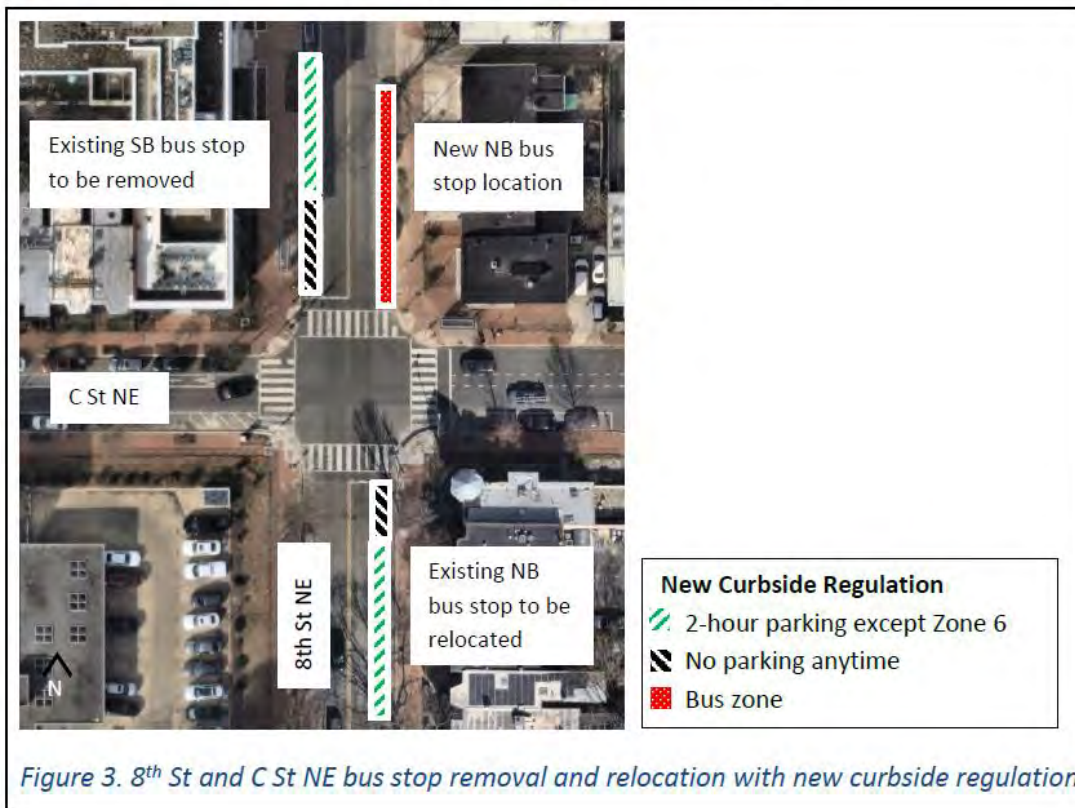 Existing SB bus stop
to be removed
New NB bus
stop location
C St NE
8th St NE
Existing NB
bus stop to be
relocated
N
New Curbside Regulation
2-hour parking except Zone 6
No parking anytime
Bus zone
Figure 3. 8th St and C St NE bus stop removal and relocation with new curbside regulation